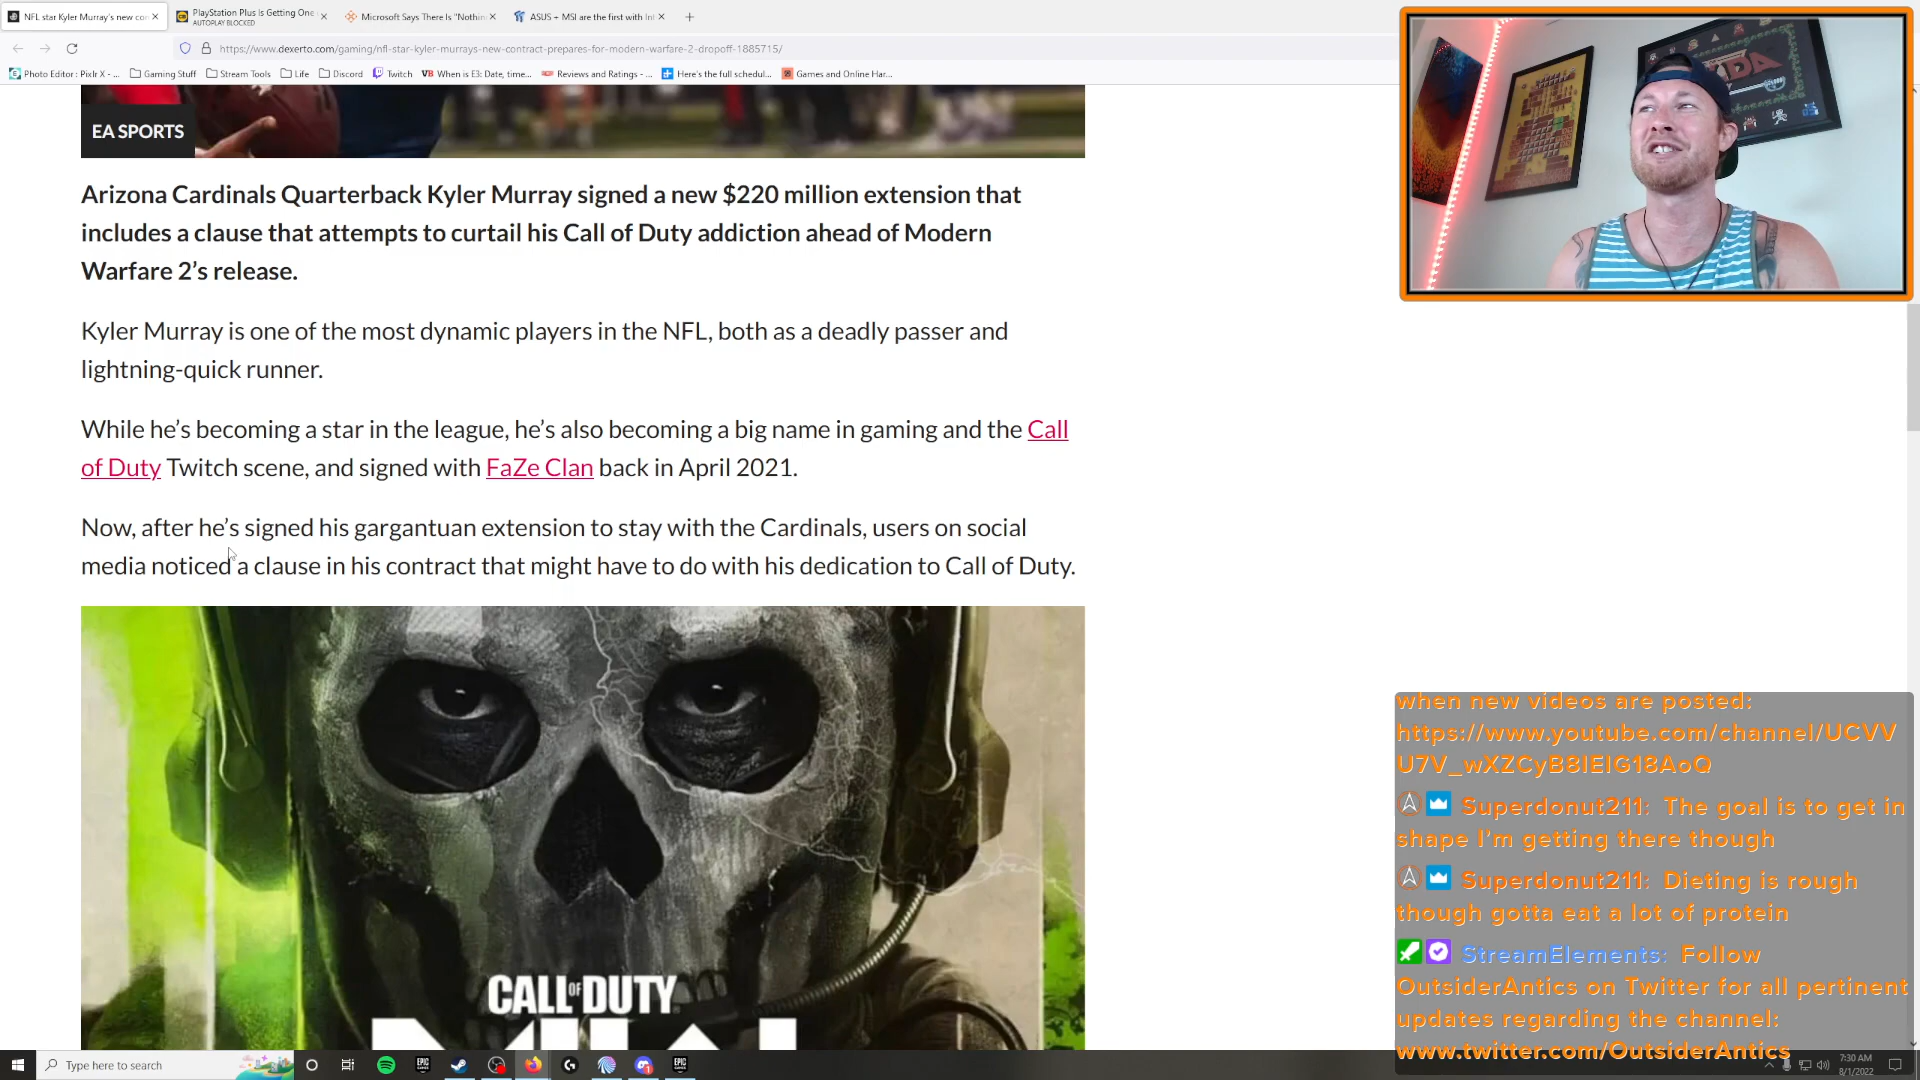 NFL star Kyler Murray's new con
PlayStation Plus Is Getting One
AUTOPLAY BLOCKED
Microsoft Says There Is "Nothin
ASUS + MSI are the first with Int
https://www.dexerto.com/gaming/nfl-star-kyler-murrays-new-contract-prepares-for-modern-warfare-2-dropoff-1885715/
Photo Editor : Pixlr X - ...
Gaming Stuff
Stream Tools
Life
Discord
Twitch
VB When is E3: Date, time...
Reviews and Ratings - ...
Here's the full schedul...
Games and Online Har...
EA SPORTS
Arizona Cardinals Quarterback Kyler Murray signed a new $220 million extension that
includes a clause that attempts to curtail his Call of Duty addiction ahead of Modern
Warfare 2’s release.
Kyler Murray is one of the most dynamic players in the NFL, both as a deadly passer and
lightning-quick runner.
While he’s becoming a star in the league, he’s also becoming a big name in gaming and the Call
of Duty Twitch scene, and signed with FaZe Clan back in April 2021.
Now, after he’s signed his gargantuan extension to stay with the Cardinals, users on social
media noticed a clause in his contract that might have to do with his dedication to Call of Duty.
CALL OF DUTY
when new videos are posted:
https://www.youtube.com/channel/UCVV
U7V_wXZCyB8lElG18AoQ
Superdonut211: The goal is to get in
shape I'm getting there though
Superdonut211: Dieting is rough
though gotta eat a lot of protein
StreamElements: Follow
OutsiderAntics on Twitter for all pertinent
updates regarding the channel:
www.twitter.com/OutsiderAntics
Type here to search
EPIC GAMES
EPIC GAMES
7:30 AM
8/1/2022